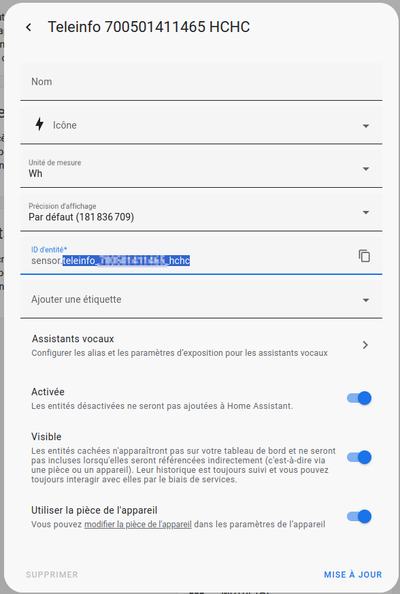 Teleinfo 700501411465 HCHC
Nom
Icône
Unité de mesure
Wh
Précision d'affichage
Par défaut (181 836 709)
ID d'entité*
sensor.teleinfo_ _hchc
Ajouter une étiquette
Assistants vocaux
Configurer les alias et les paramètres d'exposition pour les assistants vocaux
Activée
Les entités désactivées ne seront pas ajoutées à Home Assistant.
Visible
Les entités cachées n'apparaîtront pas sur votre tableau de bord et ne seront
pas incluses lorsqu'elles seront référencées indirectement (c'est-à-dire via
une pièce ou un appareil). Leur historique est toujours suivi et vous pouvez
toujours interagir avec elles par le biais de services.
Utiliser la pièce de l'appareil
Vous pouvez modifier la pièce de l'appareil dans les paramètres de l'appareil
SUPPRIMER
MISE À JOUR